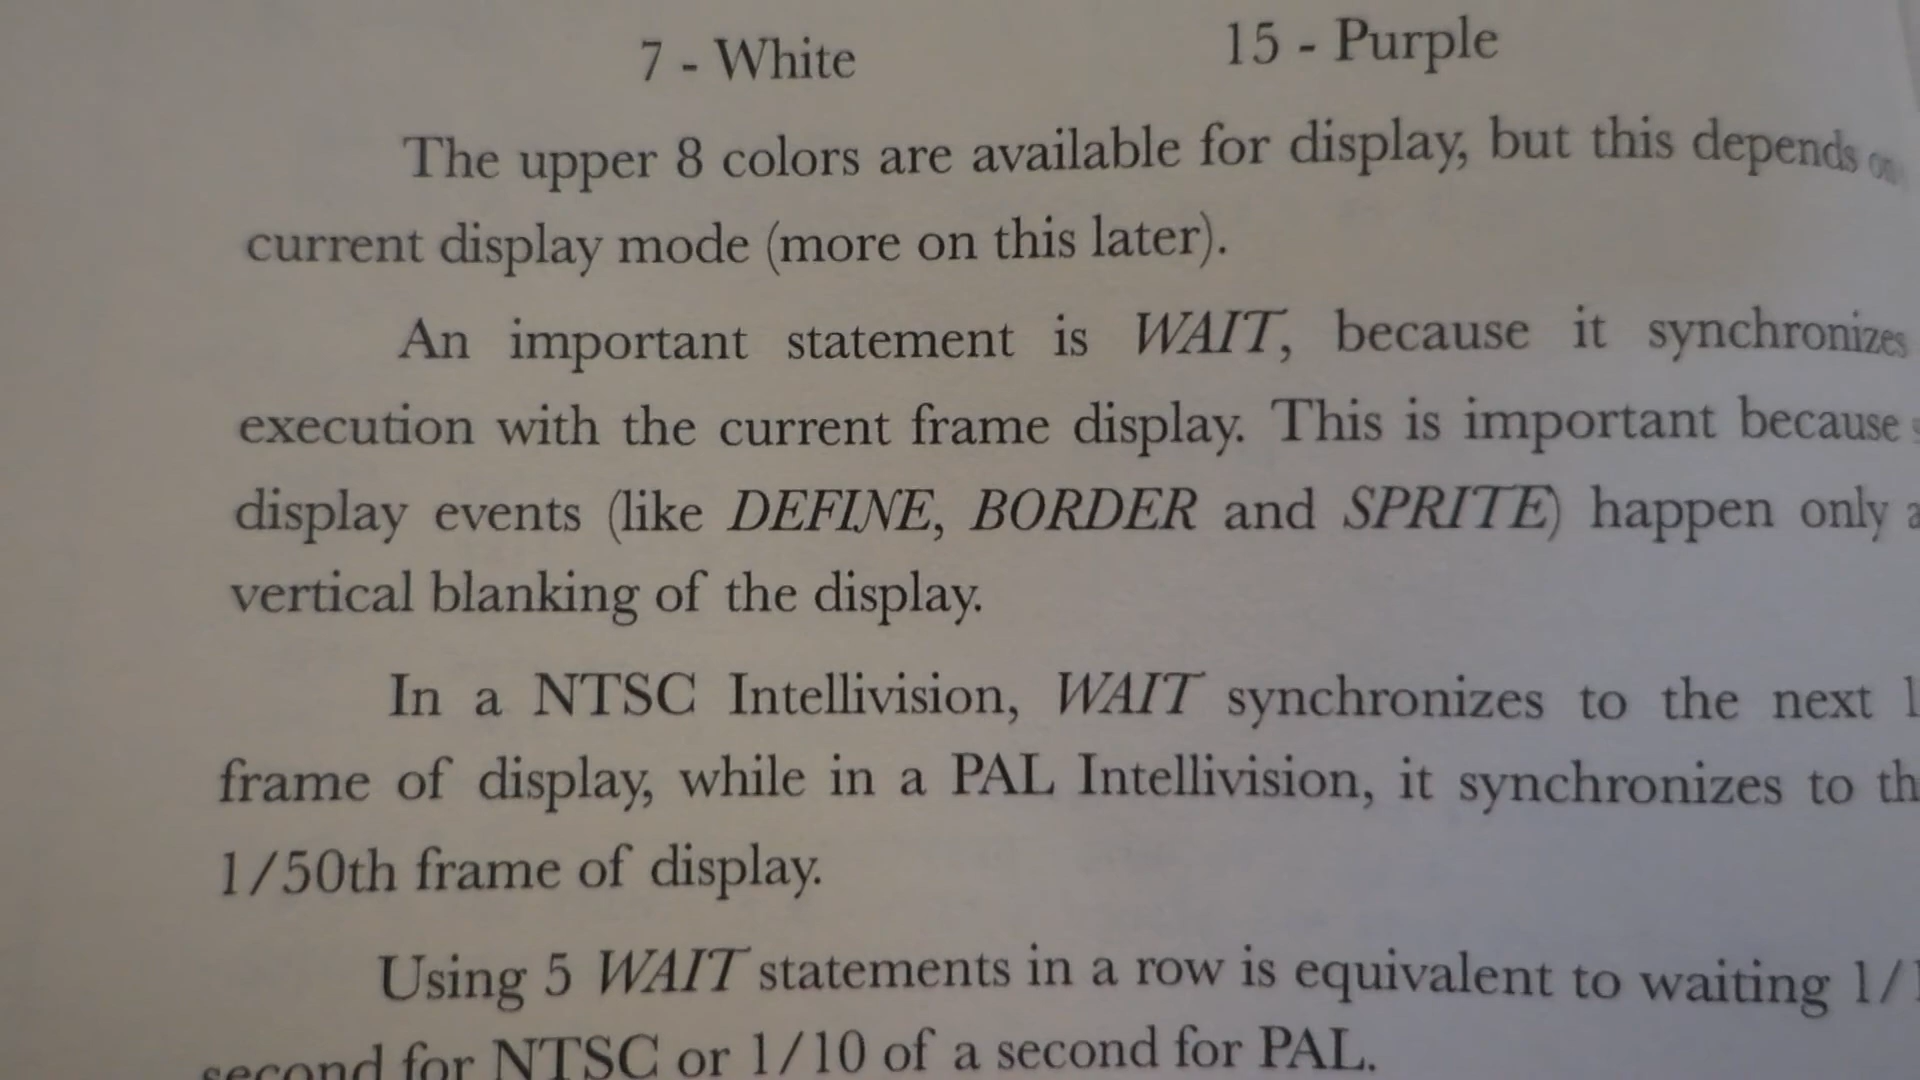 7 - White 15 - Purple
The upper 8 colors are available for display, but this depends on
current display mode (more on this later).
An important statement is WAIT, because it synchronizes
execution with the current frame display. This is important because
display events (like DEFINE, BORDER and SPRITE) happen only
vertical blanking of the display.
In a NTSC Intellivision, WAIT synchronizes to the next
frame of display, while in a PAL Intellivision, it synchronizes to
1/50th frame of display.
Using 5 WAIT statements in a row is equivalent to waiting
second for NTSC or 1/10 of a second for PAL.